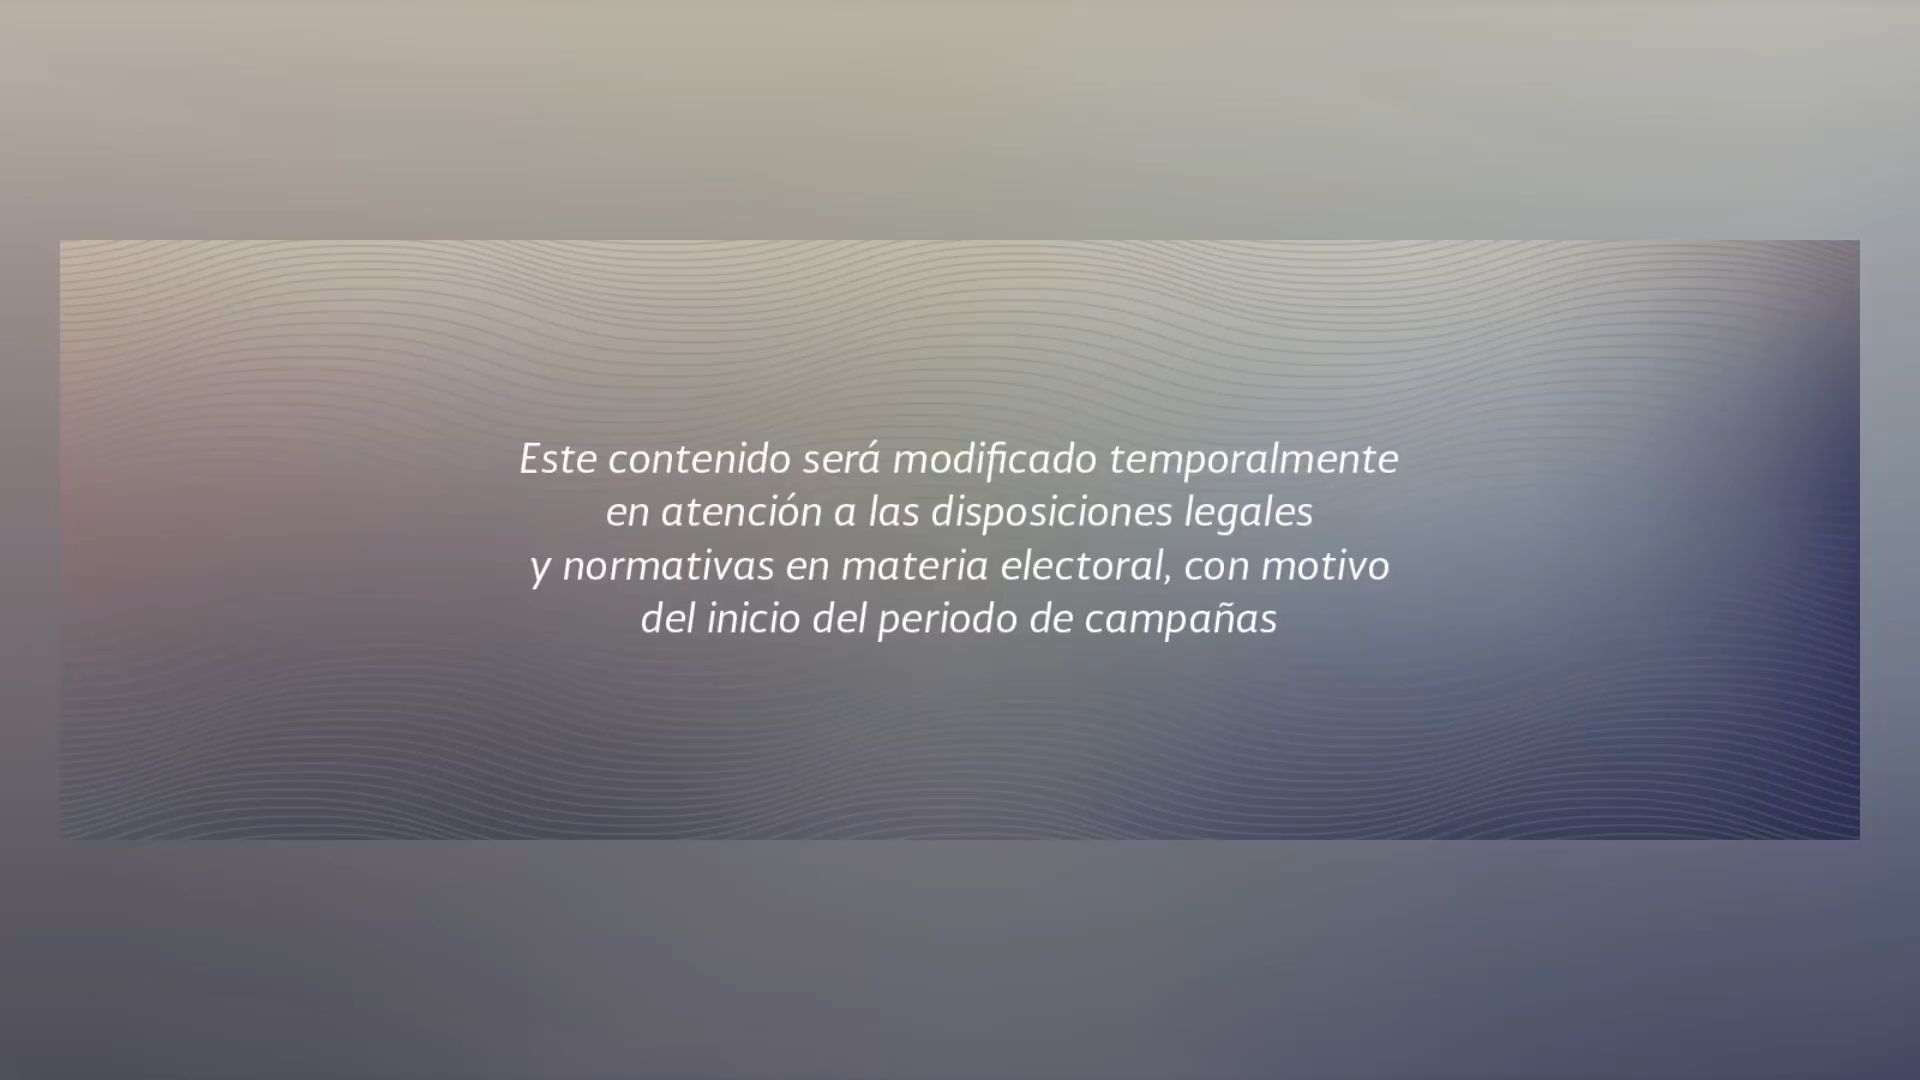 Este contenido será modificado temporalmente
en atención a las disposiciones legales
y normativas en materia electoral, con motivo
del inicio del periodo de campañas